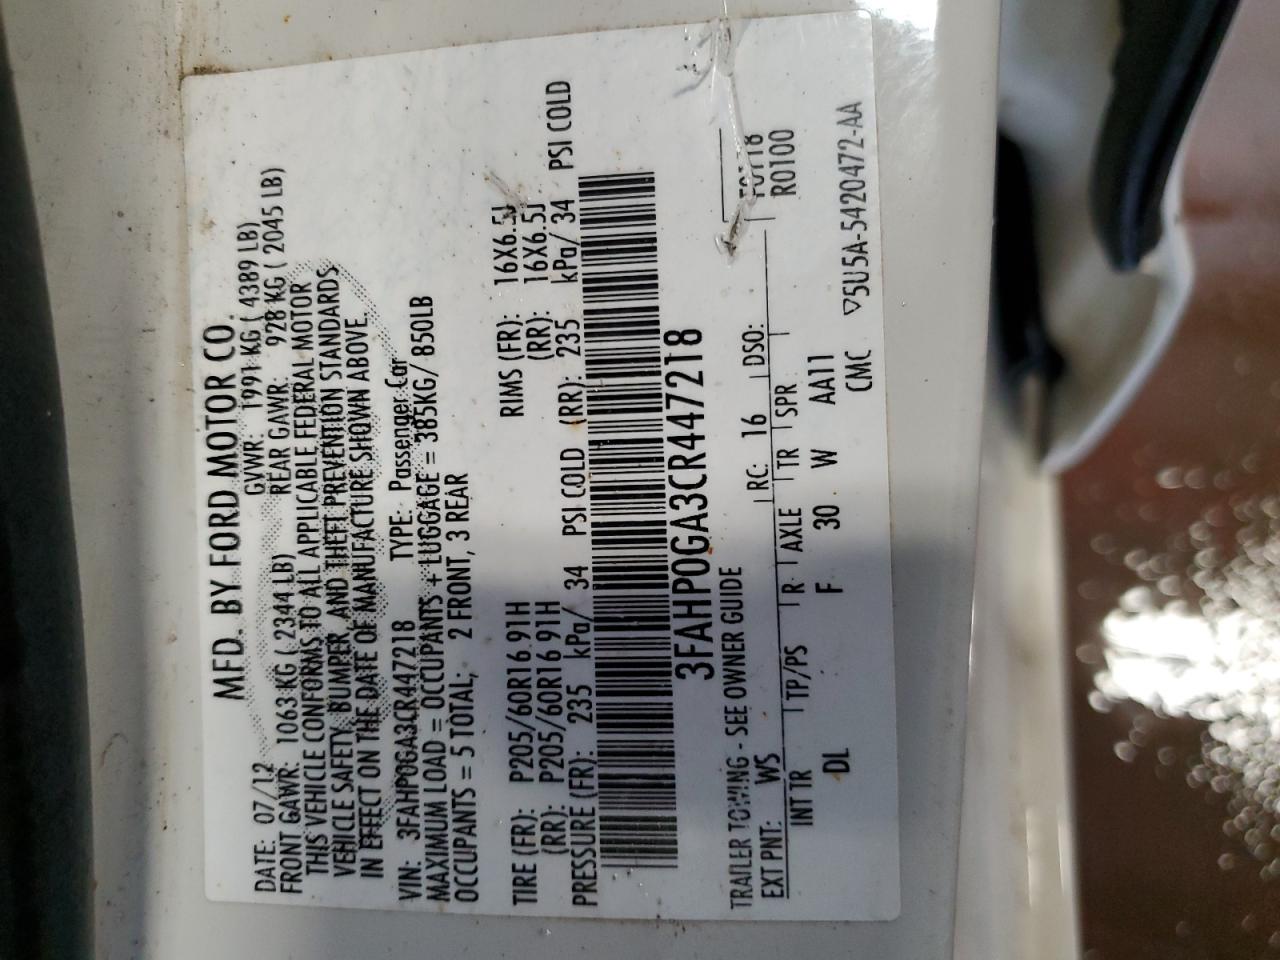 MFD. BY FORD MOTOR CO.
DATE: 07/12 GVWR: 1991 KG ( 4389 LB)
FRONT GAWR: 1063 KG ( 2344 LB) REAR GAWR: 928 KG ( 2045 LB)
THIS VEHICLE CONFORMS TO ALL APPLICABLE FEDERAL MOTOR
VEHICLE SAFETY, BUMPER, AND THEFT PREVENTION STANDARDS
IN EFFECT ON THE DATE OF MANUFACTURE SHOWN ABOVE.
VIN: 3FAHP0GA3CR447218 TYPE: Passenger Car
MAXIMUM LOAD = OCCUPANTS + LUGGAGE = 385KG/ 850LB
OCCUPANTS = 5 TOTAL; 2 FRONT, 3 REAR
TIRE (FR): P205/60R16 91H RIMS (FR): 16X6.5J
(RR): P205/60R16 91H (RR): 16X6.5J
PRESSURE (FR): 235 kPa/ 34 PSI COLD (RR): 235 kPa/ 34 PSI COLD
3FAHP0GA3CR447218
TRAILER TOWING - SEE OWNER GUIDE
EXT PNT: WS RC: 16 DSO: F0118
INT TR TP/PS R AXLE TR SPR R0100
DL F 30 W AA11
CMC ▽5U5A-5420472-AA